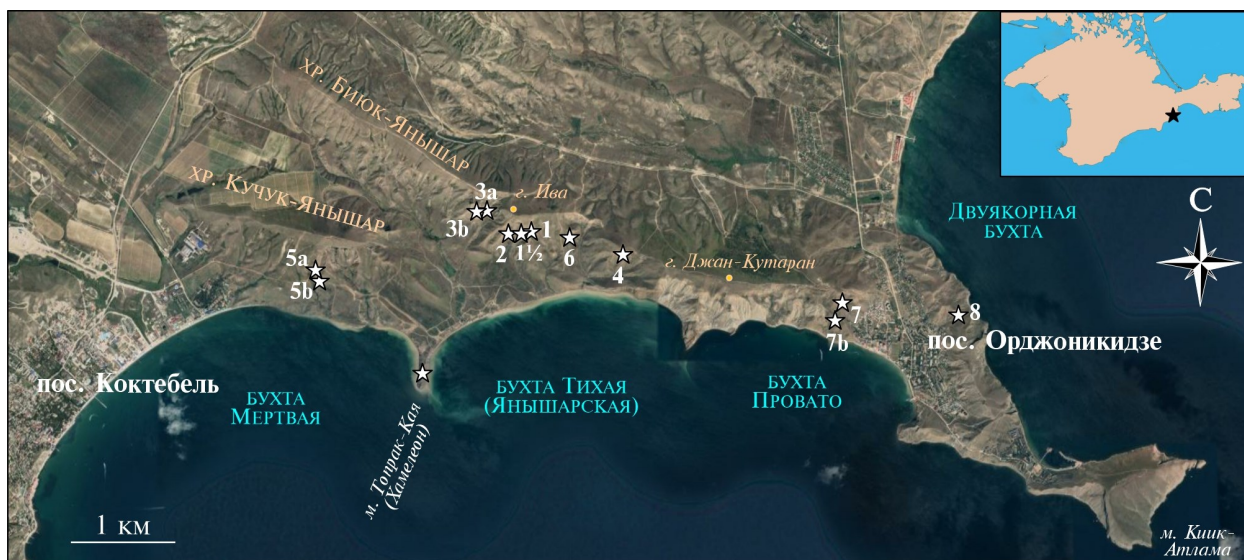 хр. Биюк-Янышар
С
хр. Кучук-Янышар
3a
г. Ива
Двуякорная
бухта
3b
1
2
1½
6
4
г. Джан-Кутаран
5a
5b
7
7b
8
пос. Орджоникидзе
пос. Коктебель
бухта
Мертвая
бухта Тихая
(Янышарская)
бухта
Провато
м. Топрак-Кая
(Хамелеон)
1 км
м. Киик-
Атлама